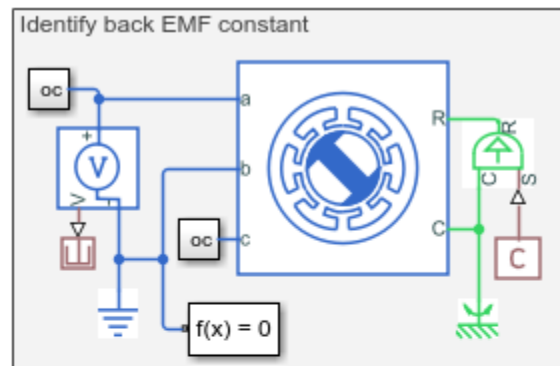 Identify back EMF constant
oc
a
R
+
R
V
b
V
-
C
S
oc
c
C
C
f(x) = 0